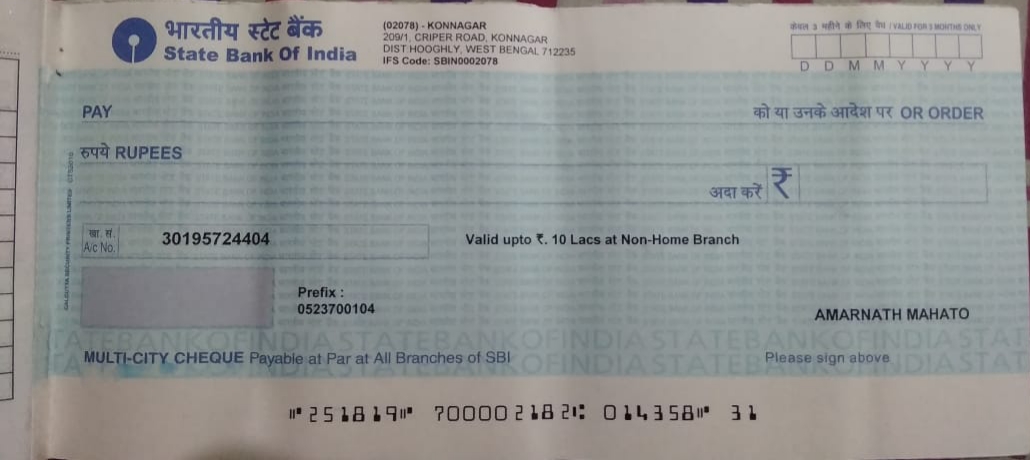 भारतीय स्टेट बैंक
State Bank Of India
(02078) - KONNAGAR
209/1, CRIPER ROAD, KONNAGAR
DIST HOOGHLY, WEST BENGAL 712235
IFS Code: SBIN0002078
केवल 3 महीने के लिए वैध / VALID FOR 3 MONTHS ONLY
D D M M Y Y Y Y
PAY
को या उनके आदेश पर OR ORDER
रुपये RUPEES
अदा करें ₹
खा. सं.
A/c No.
30195724404
Valid upto ₹. 10 Lacs at Non-Home Branch
Prefix :
0523700104
AMARNATH MAHATO
MULTI-CITY CHEQUE Payable at Par at All Branches of SBI
Please sign above
⑈251819⑈ 700002182⑆ 014358⑈ 31